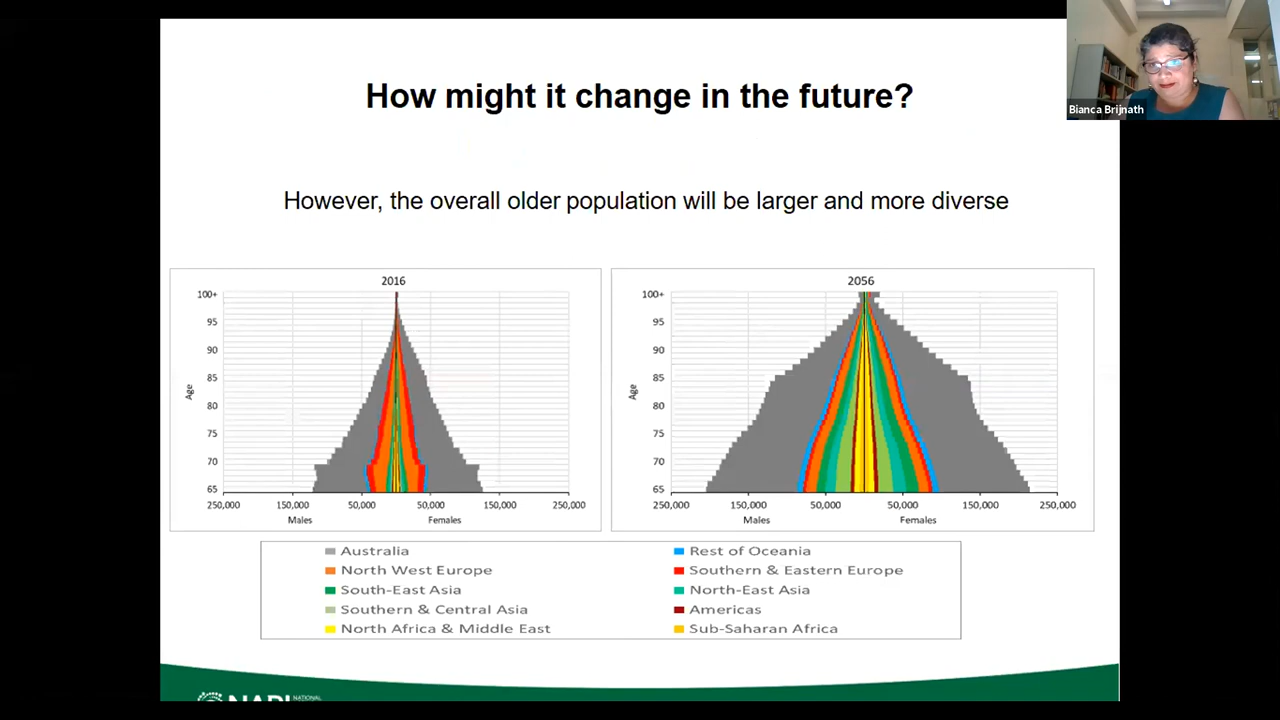 How might it change in the future?
Bianca Brijnath
However, the overall older population will be larger and more diverse
2016
100+
95
90
85
80
75
70
65
Age
250,000 150,000 50,000 50,000 150,000 250,000
Males Females
2056
100+
95
90
85
80
75
70
65
Age
250,000 150,000 50,000 50,000 150,000 250,000
Males Females
Australia Rest of Oceania
North West Europe Southern & Eastern Europe
South-East Asia North-East Asia
Southern & Central Asia Americas
North Africa & Middle East Sub-Saharan Africa
NARI NATIONAL